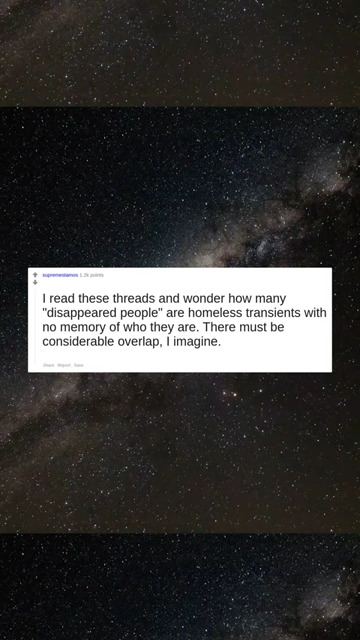 supremestamos 1.2k points
I read these threads and wonder how many
"disappeared people" are homeless transients with
no memory of who they are. There must be
considerable overlap, I imagine.
Share Report Save